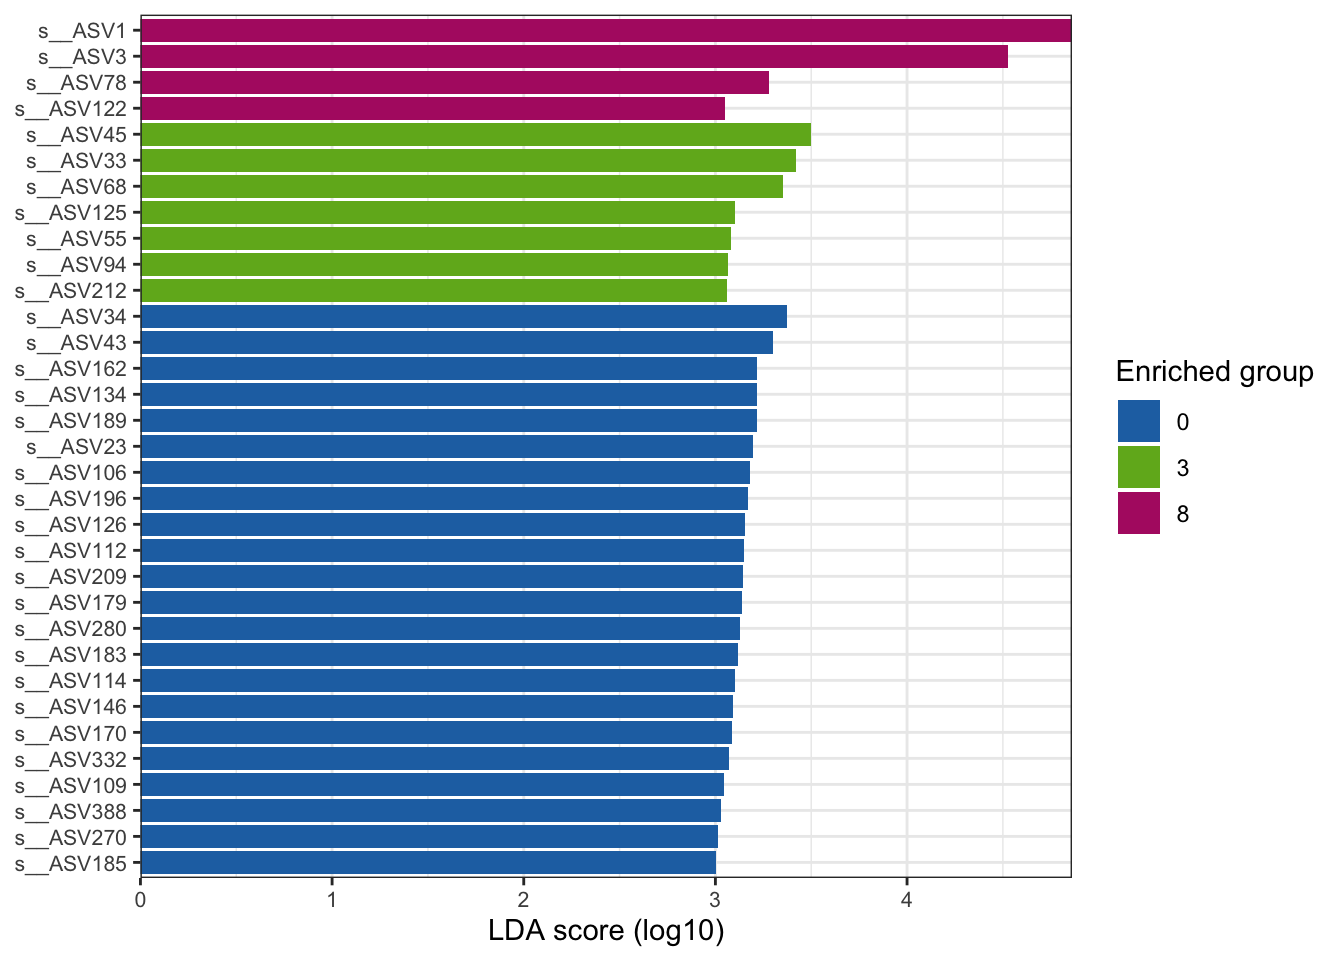 s__ASV1
s__ASV3
s__ASV78
s__ASV122
s__ASV45
s__ASV33
s__ASV68
s__ASV125
s__ASV55
s__ASV94
s__ASV212
s__ASV34
s__ASV43
s__ASV162
s__ASV134
s__ASV189
s__ASV23
s__ASV106
s__ASV196
s__ASV126
s__ASV112
s__ASV209
s__ASV179
s__ASV280
s__ASV183
s__ASV114
s__ASV146
s__ASV170
s__ASV332
s__ASV109
s__ASV388
s__ASV270
s__ASV185
0 1 2 3 4
LDA score (log10)
Enriched group
0
3
8